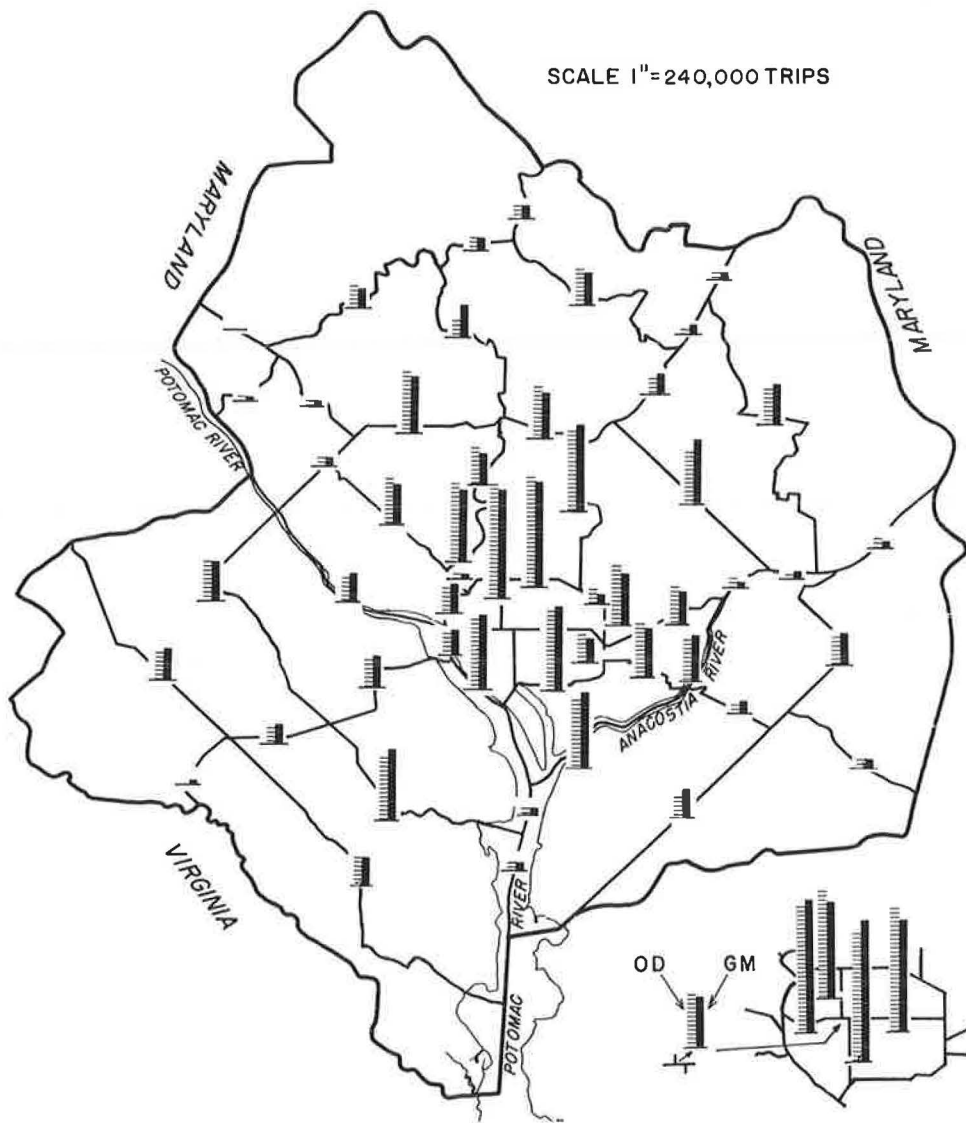 SCALE 1"=240,000 TRIPS
MARYLAND
MARYLAND
POTOMAC RIVER
ANACOSTIA RIVER
VIRGINIA
POTOMAC RIVER
OD
GM